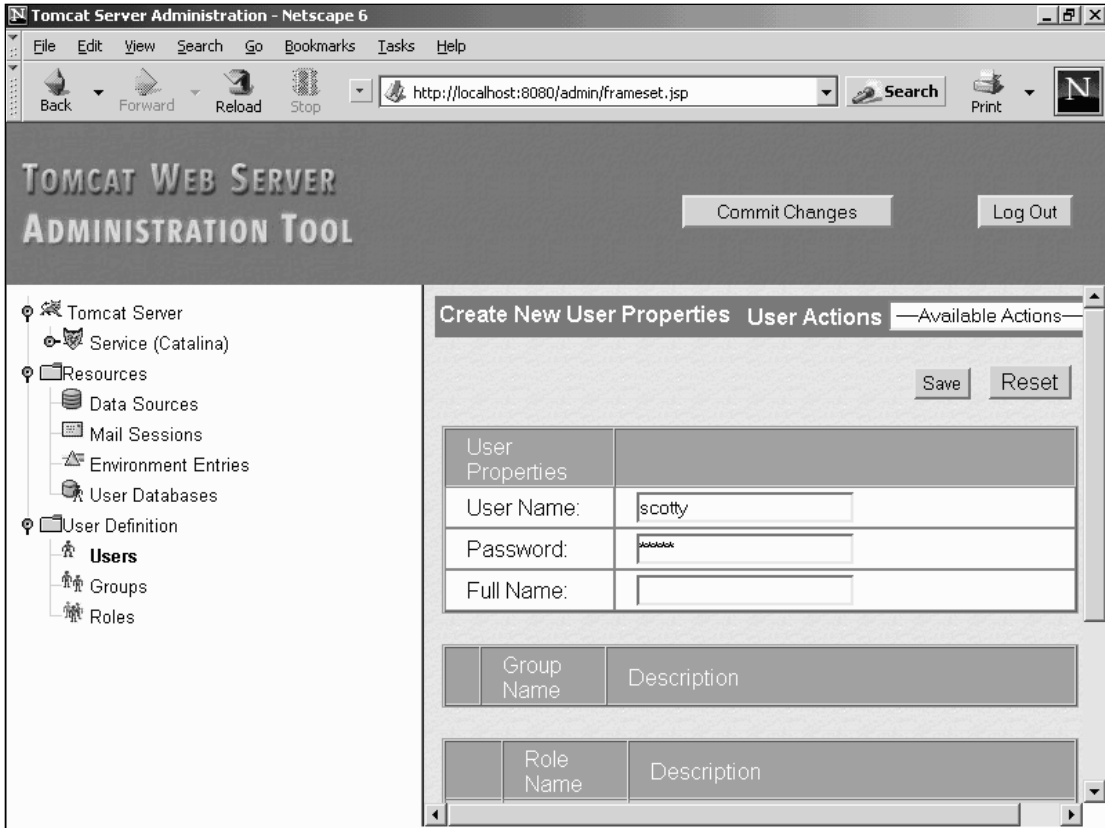 Tomcat Server Administration - Netscape 6
File Edit View Search Go Bookmarks Tasks Help
Back Forward Reload Stop http://localhost:8080/admin/frameset.jsp Search Print N
TOMCAT WEB SERVER
ADMINISTRATION TOOL
Commit Changes Log Out
Tomcat Server
Service (Catalina)
Resources
Data Sources
Mail Sessions
Environment Entries
User Databases
User Definition
Users
Groups
Roles
Create New User Properties User Actions —Available Actions—
Save Reset
User
Properties
User Name: scotty
Password: ******
Full Name:
Group
Name
Description
Role
Name
Description